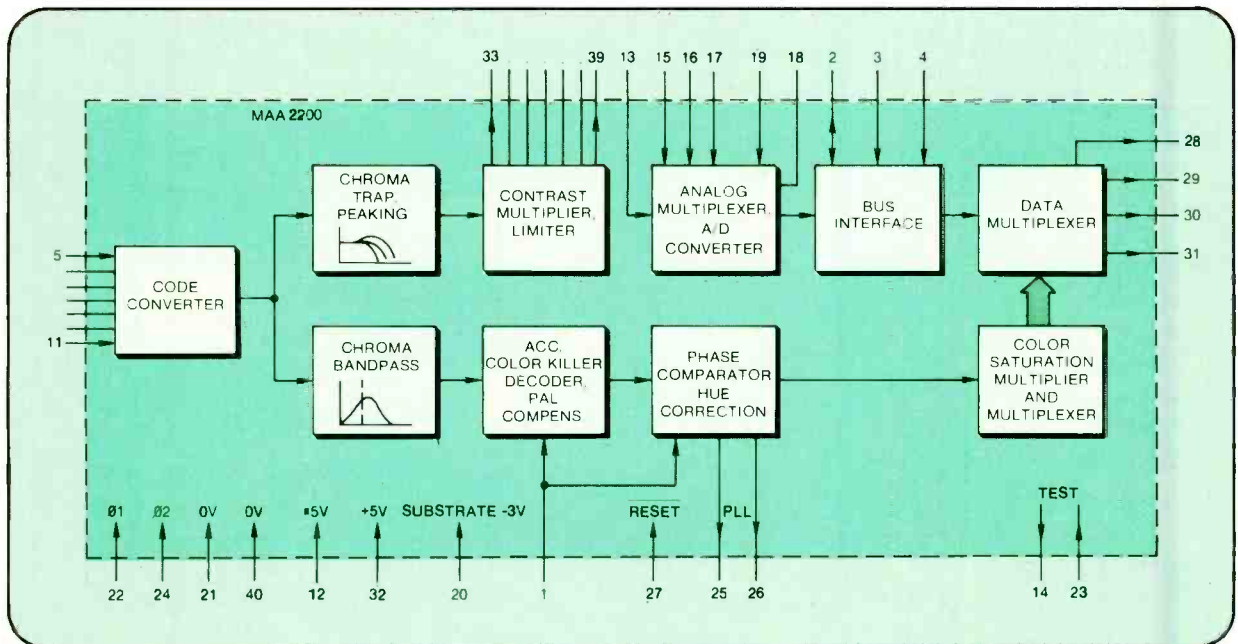 33 39 13 15 16 17 19 18 2 3 4
MAA 2200
28
29
30
31
CHROMA
TRAP,
PEAKING
CONTRAST
MULTIPLIER,
LIMITER
ANALOG
MULTIPLEXER,
A/D
CONVERTER
BUS
INTERFACE
DATA
MULTIPLEXER
5
11
CODE
CONVERTER
CHROMA
BANDPASS
ACC,
COLOR KILLER
DECODER,
PAL
COMPENS
PHASE
COMPARATOR
HUE
CORRECTION
COLOR
SATURATION
MULTIPLIER
AND
MULTIPLEXER
Ø1 Ø2 0V 0V +5V +5V SUBSTRATE -3V RESET PLL TEST
22 24 21 40 12 32 20 1 27 25 26 14 23